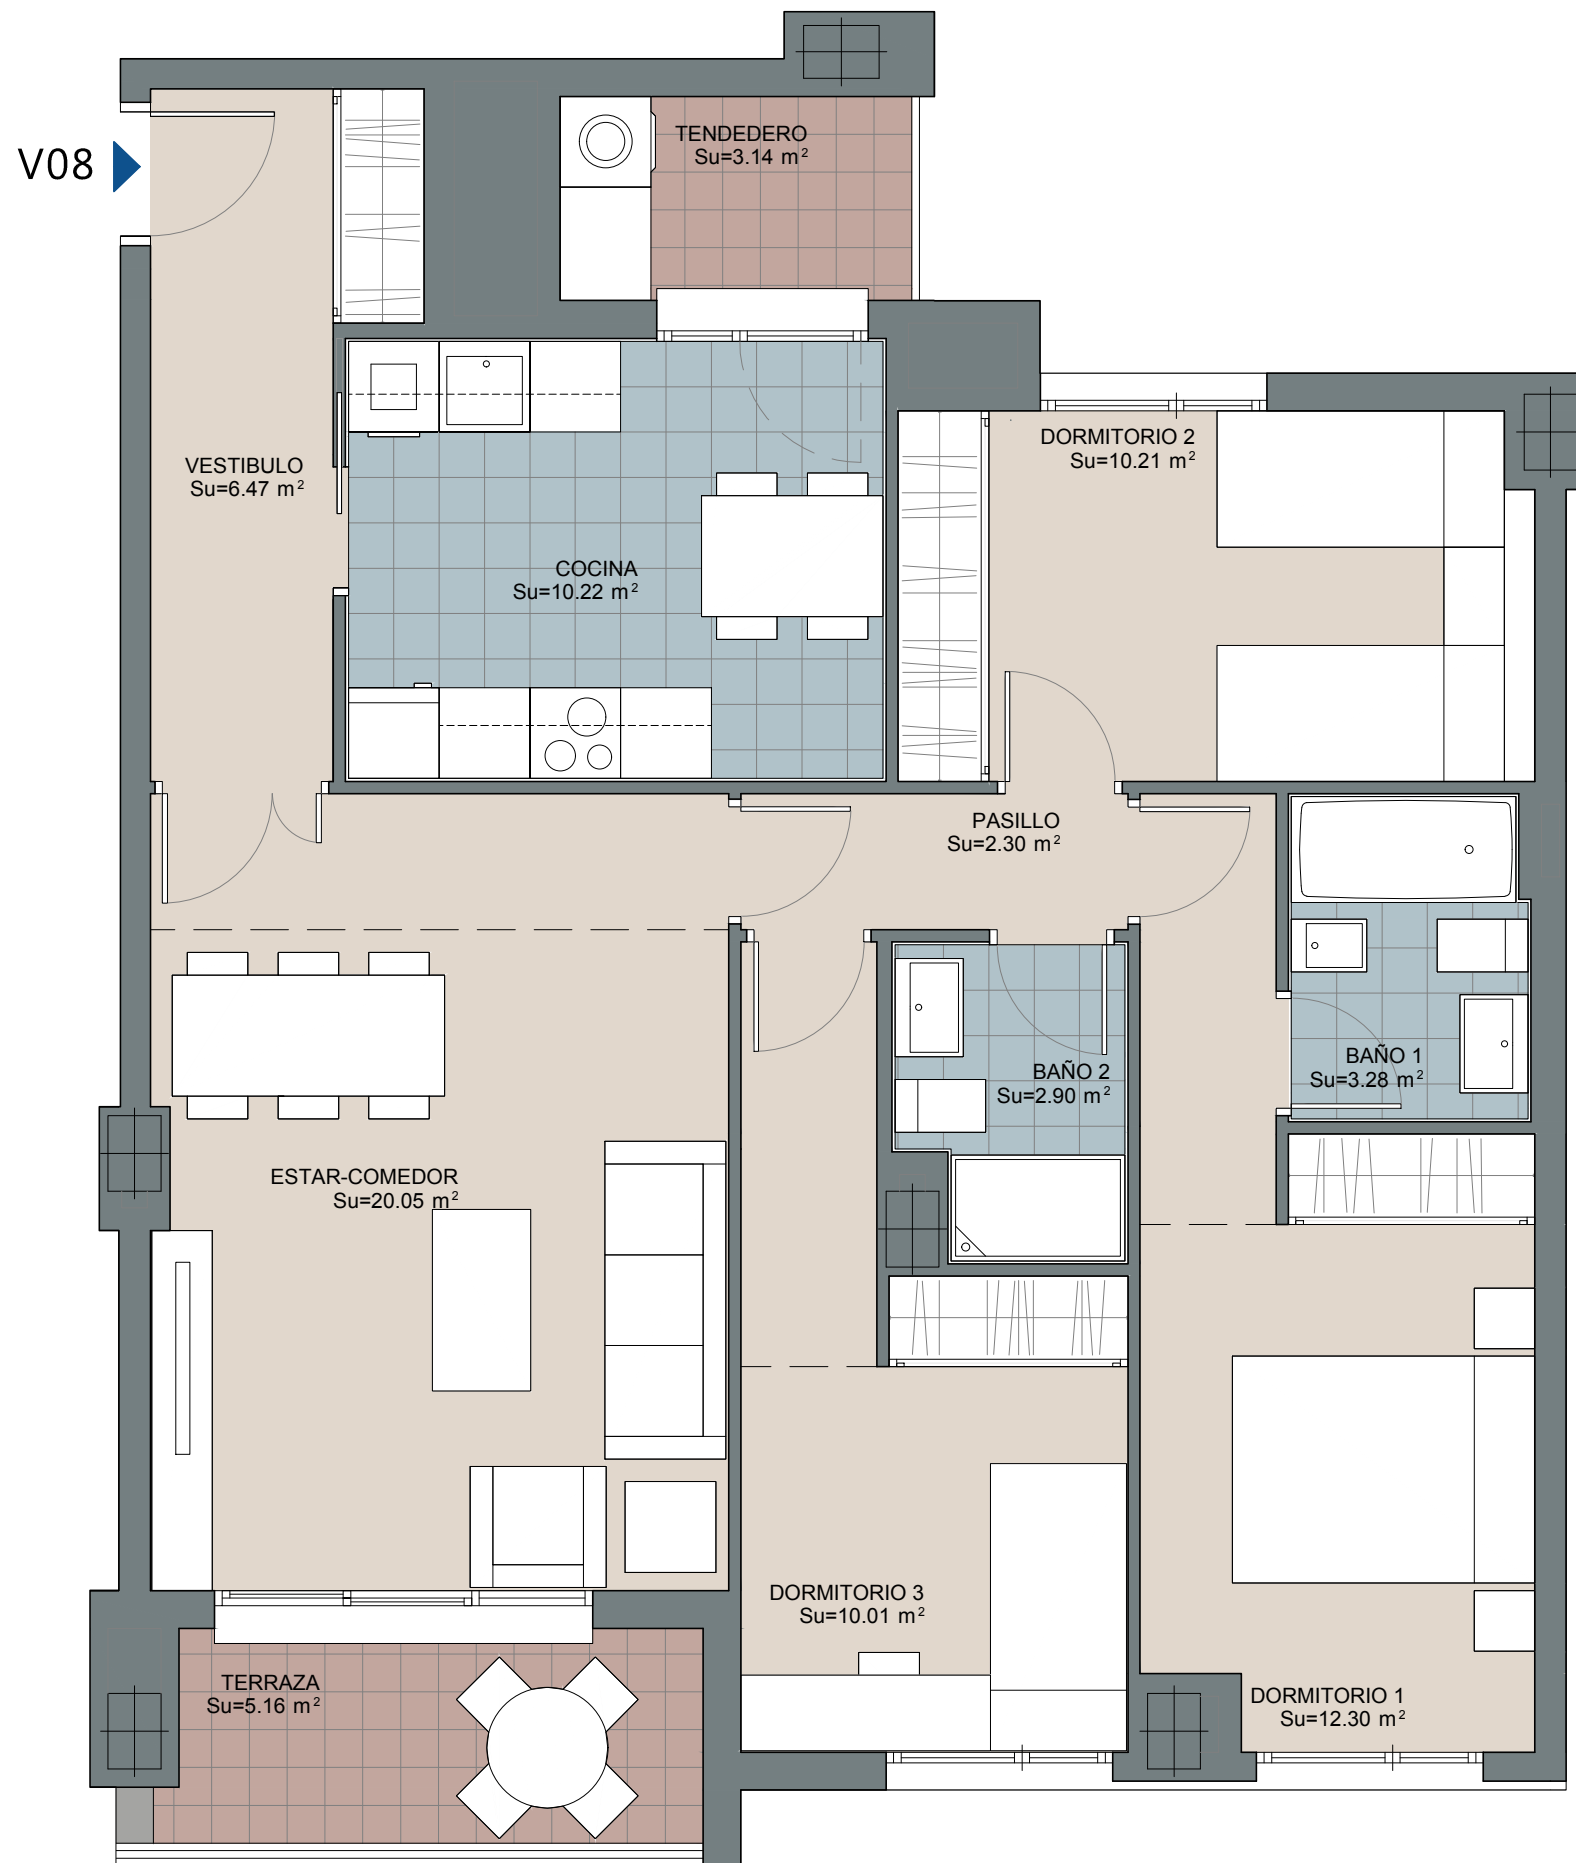 V08
TENDEDERO
Su=3.14 m²
VESTIBULO
Su=6.47 m²
COCINA
Su=10.22 m²
DORMITORIO 2
Su=10.21 m²
PASILLO
Su=2.30 m²
BAÑO 1
Su=3.28 m²
BAÑO 2
Su=2.90 m²
ESTAR-COMEDOR
Su=20.05 m²
DORMITORIO 3
Su=10.01 m²
TERRAZA
Su=5.16 m²
DORMITORIO 1
Su=12.30 m²